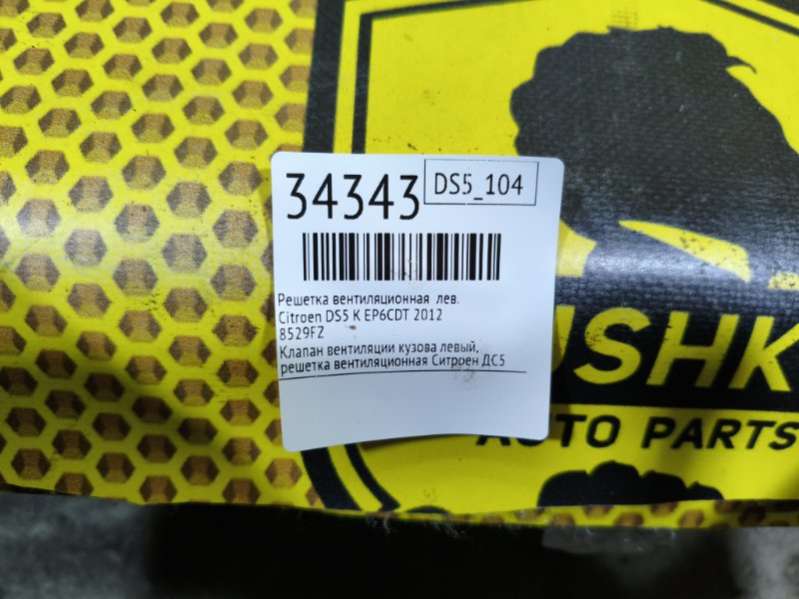 34343
DS5_104
Решетка вентиляционная лев.
Citroen DS5 K EP6CDT 2012
8529FZ
Клапан вентиляции кузова левый,
решетка вентиляционная Ситроен ДС5
USHK
AUTO PARTS